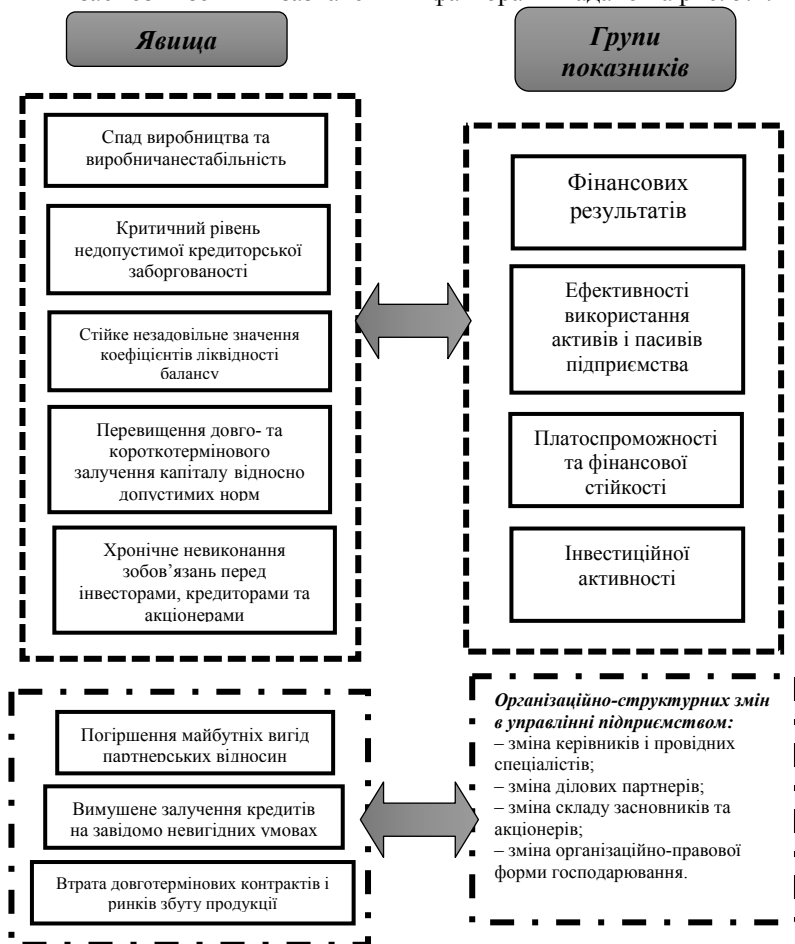 Явища
Групи
показників
Спад виробництва та
виробничанестабільність
Критичний рівень
недопустимої кредиторської
заборгованості
Стійке незадовільне значення
коефіцієнтів ліквідності
балансу
Перевищення довго- та
короткотермінового
залучення капіталу відносно
допустимих норм
Хронічне невиконання
зобов’язань перед
інвесторами, кредиторами та
акціонерами
Фінансових
результатів
Ефективності
використання
активів і пасивів
підприємства
Платоспроможності
та фінансової
стійкості
Інвестиційної
активності
Погіршення майбутніх вигід
партнерських відносин
Вимушене залучення кредитів
на завідомо невигідних умовах
Втрата довготермінових контрактів і
ринків збуту продукції
Організаційно-структурних змін
в управлінні підприємством:
– зміна керівників і провідних
спеціалістів;
– зміна ділових партнерів;
– зміна складу засновників та
акціонерів;
– зміна організаційно-правової
форми господарювання.